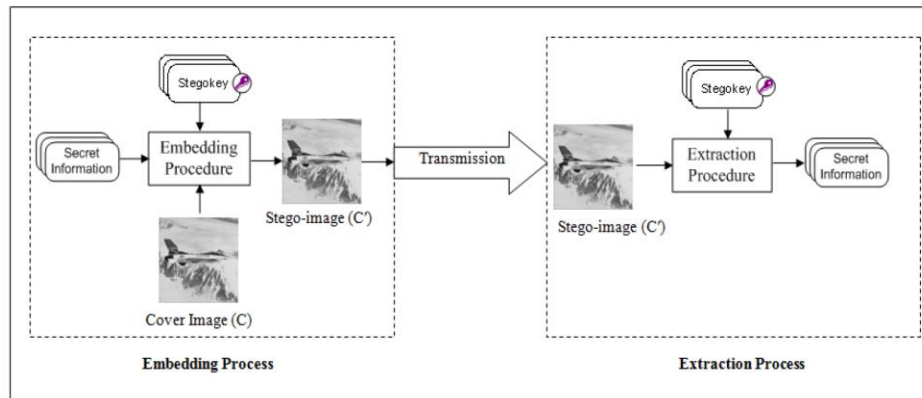 Stegokey
Secret
Information
Embedding
Procedure
Stego-image (C′)
Cover Image (C)
Embedding Process
Transmission
Stegokey
Stego-image (C′)
Extraction
Procedure
Secret
Information
Extraction Process